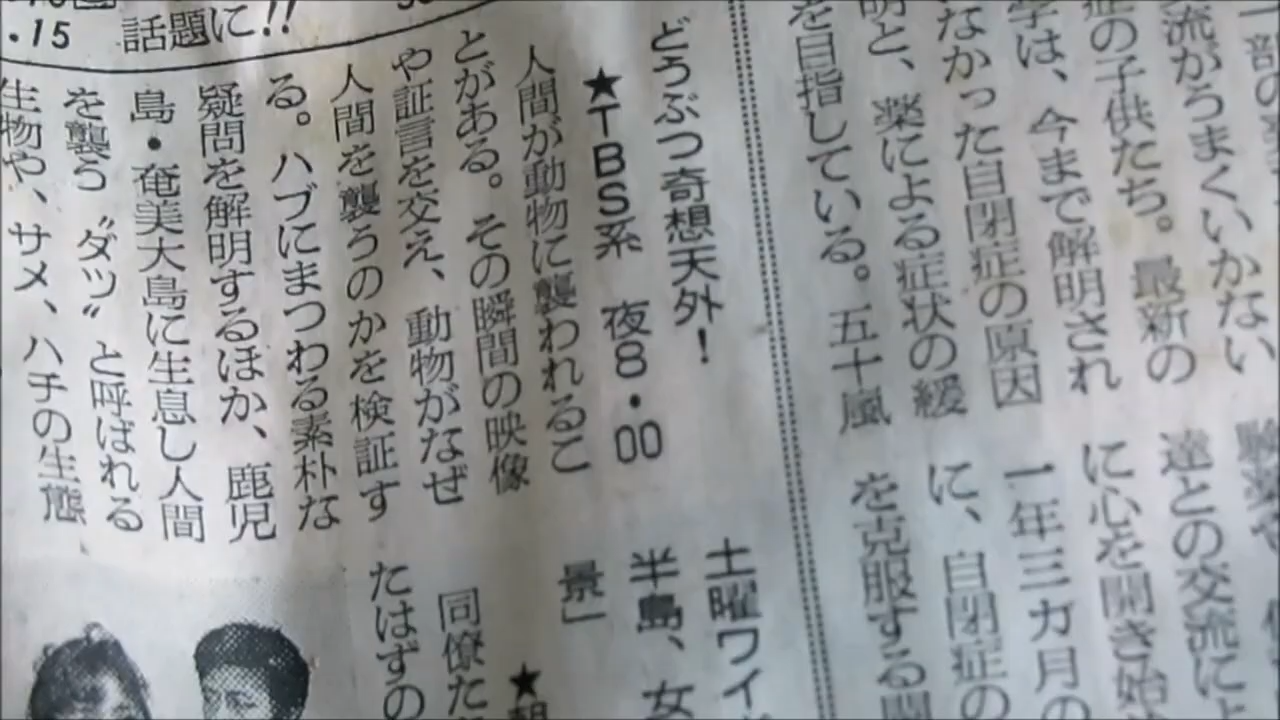 一部の
流がうまくいかない
症の子供たち。最新の
学は、今まで解明され
なかった自閉症の原因
明と、薬による症状の緩
を目指している。五十嵐
達との交流によ
に心を開き始
一年三カ月の
に、自閉症の
を克服する
どうぶつ奇想天外!
★TBS系 夜8・00
人間が動物に襲われるこ
とがある。その瞬間の映像
や証言を交え、動物がなぜ
人間を襲うのかを検証す
る。ハブにまつわる素朴な
疑問を解明するほか、鹿児
島・奄美大島に生息し人間
を襲う〝ダツ〟と呼ばれる
生物や、サメ、ハチの生態
土曜ワイ
半島、女
景」
★朝
同僚た
たはずの
話題に!!
.15